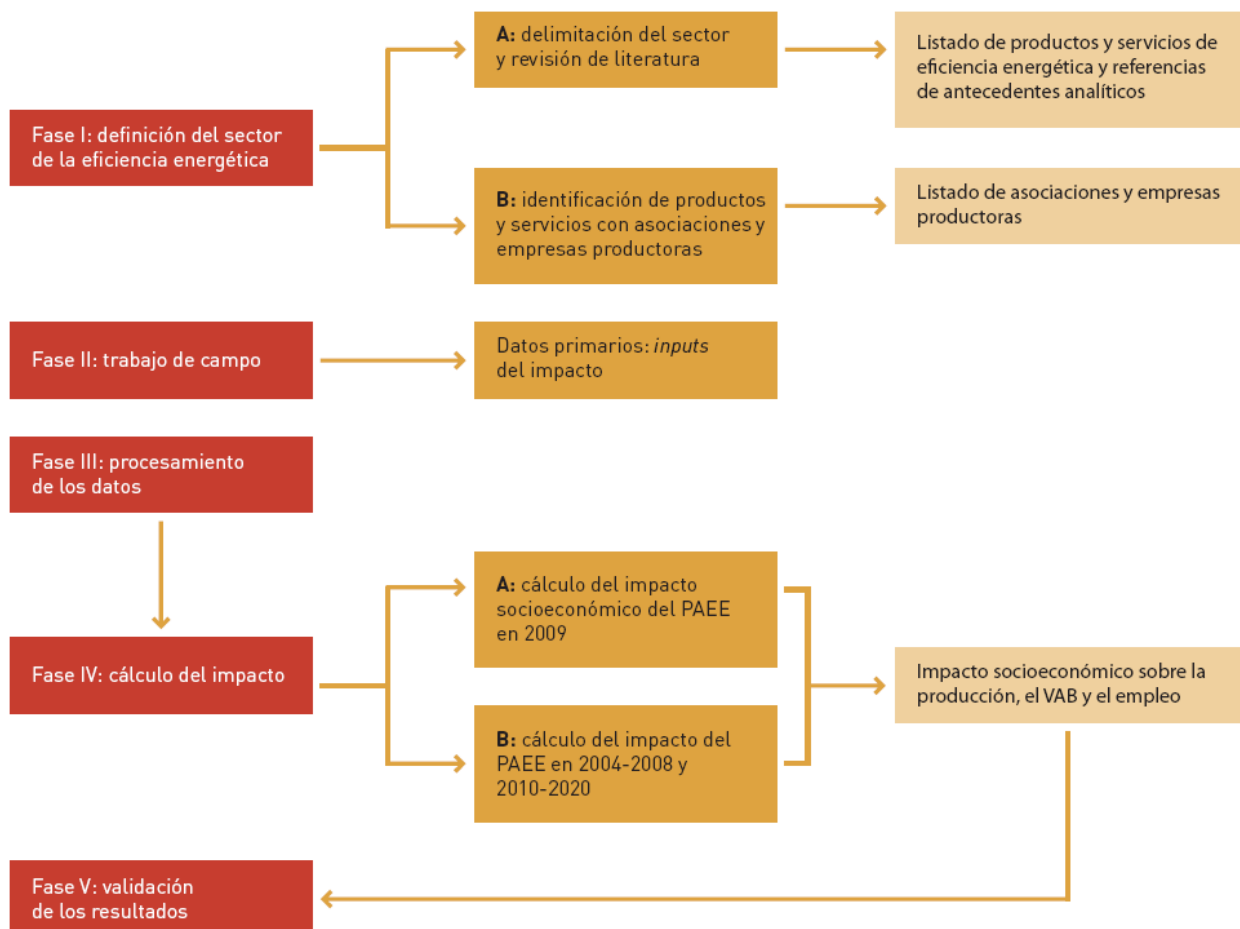 Fase I: definición del sector
de la eficiencia energética
A: delimitación del sector
y revisión de literatura
Listado de productos y servicios de
eficiencia energética y referencias
de antecedentes analíticos
B: identificación de productos
y servicios con asociaciones y
empresas productoras
Listado de asociaciones y empresas
productoras
Fase II: trabajo de campo
Datos primarios: inputs
del impacto
Fase III: procesamiento
de los datos
Fase IV: cálculo del impacto
A: cálculo del impacto
socioeconómico del PAEE
en 2009
B: cálculo del impacto del
PAEE en 2004-2008 y
2010-2020
Impacto socioeconómico sobre la
producción, el VAB y el empleo
Fase V: validación
de los resultados